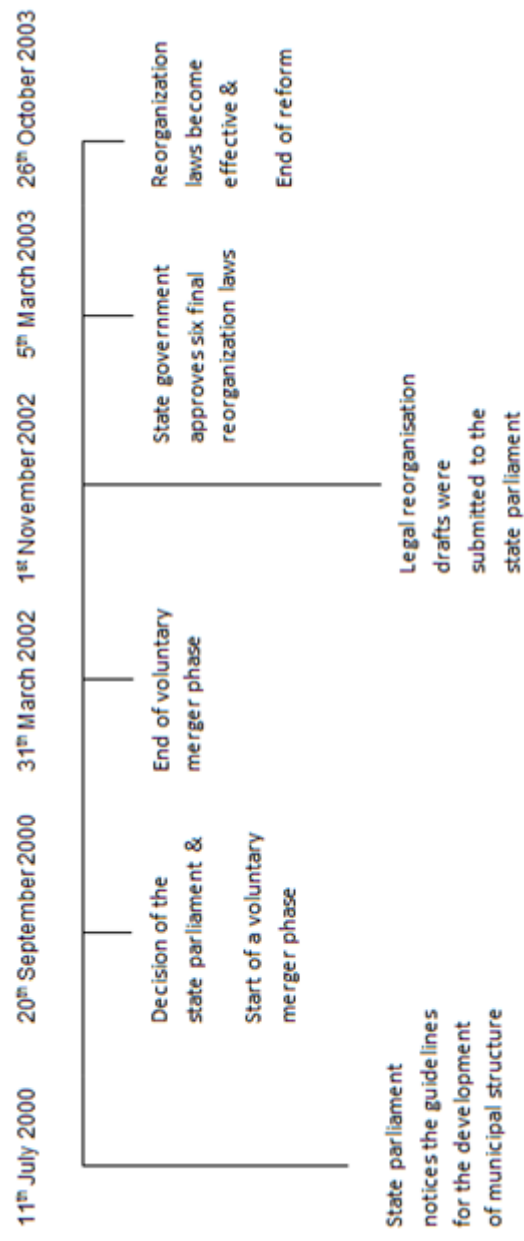 11th July 2000
20th September 2000
31th March 2002
1st November 2002
5th March 2003
26th October 2003
State parliament
notices the guidelines
for the development
of municipal structure
Decision of the
state parliament &
Start of a voluntary
merger phase
End of voluntary
merger phase
Legal reorganisation
drafts were
submitted to the
state parliament
State government
approves six final
reorganization laws
Reorganization
laws become
effective &
End of reform